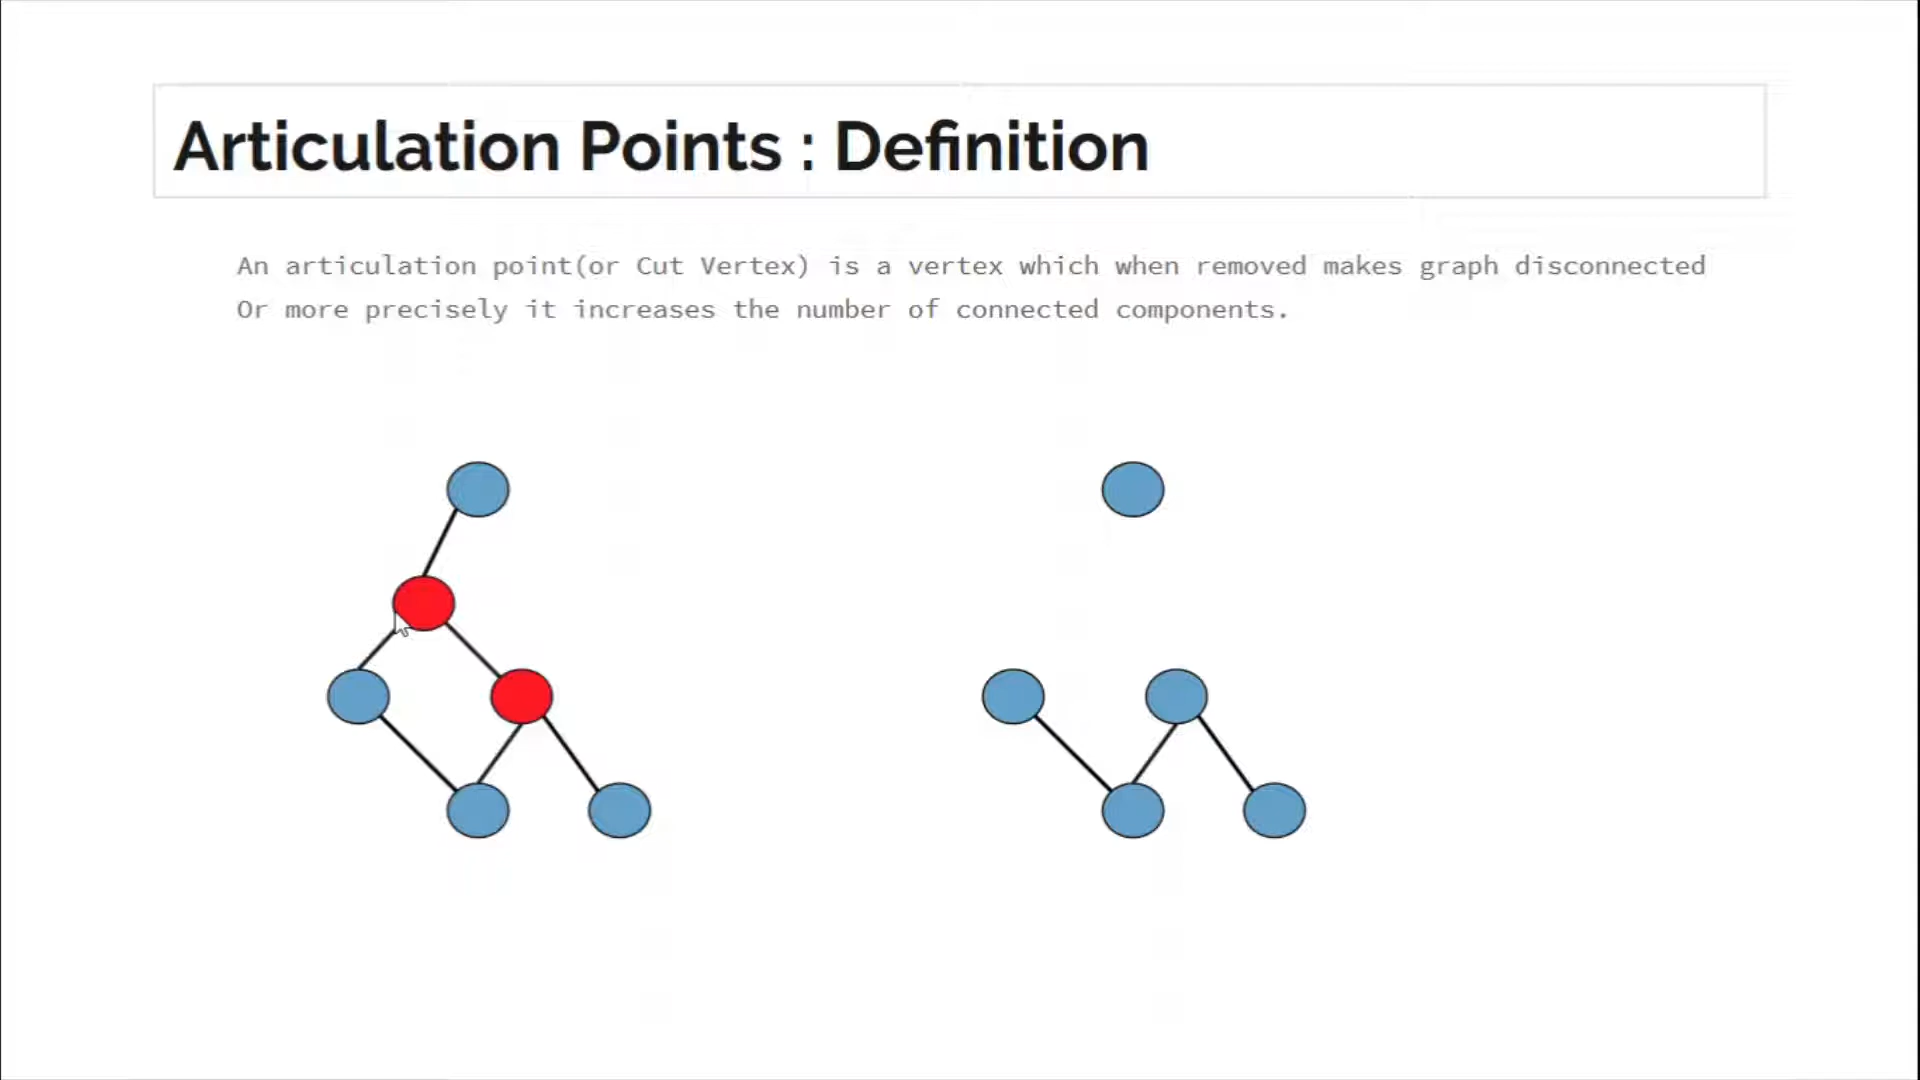 Articulation Points : Definition
An articulation point(or Cut Vertex) is a vertex which when removed makes graph disconnected
Or more precisely it increases the number of connected components.